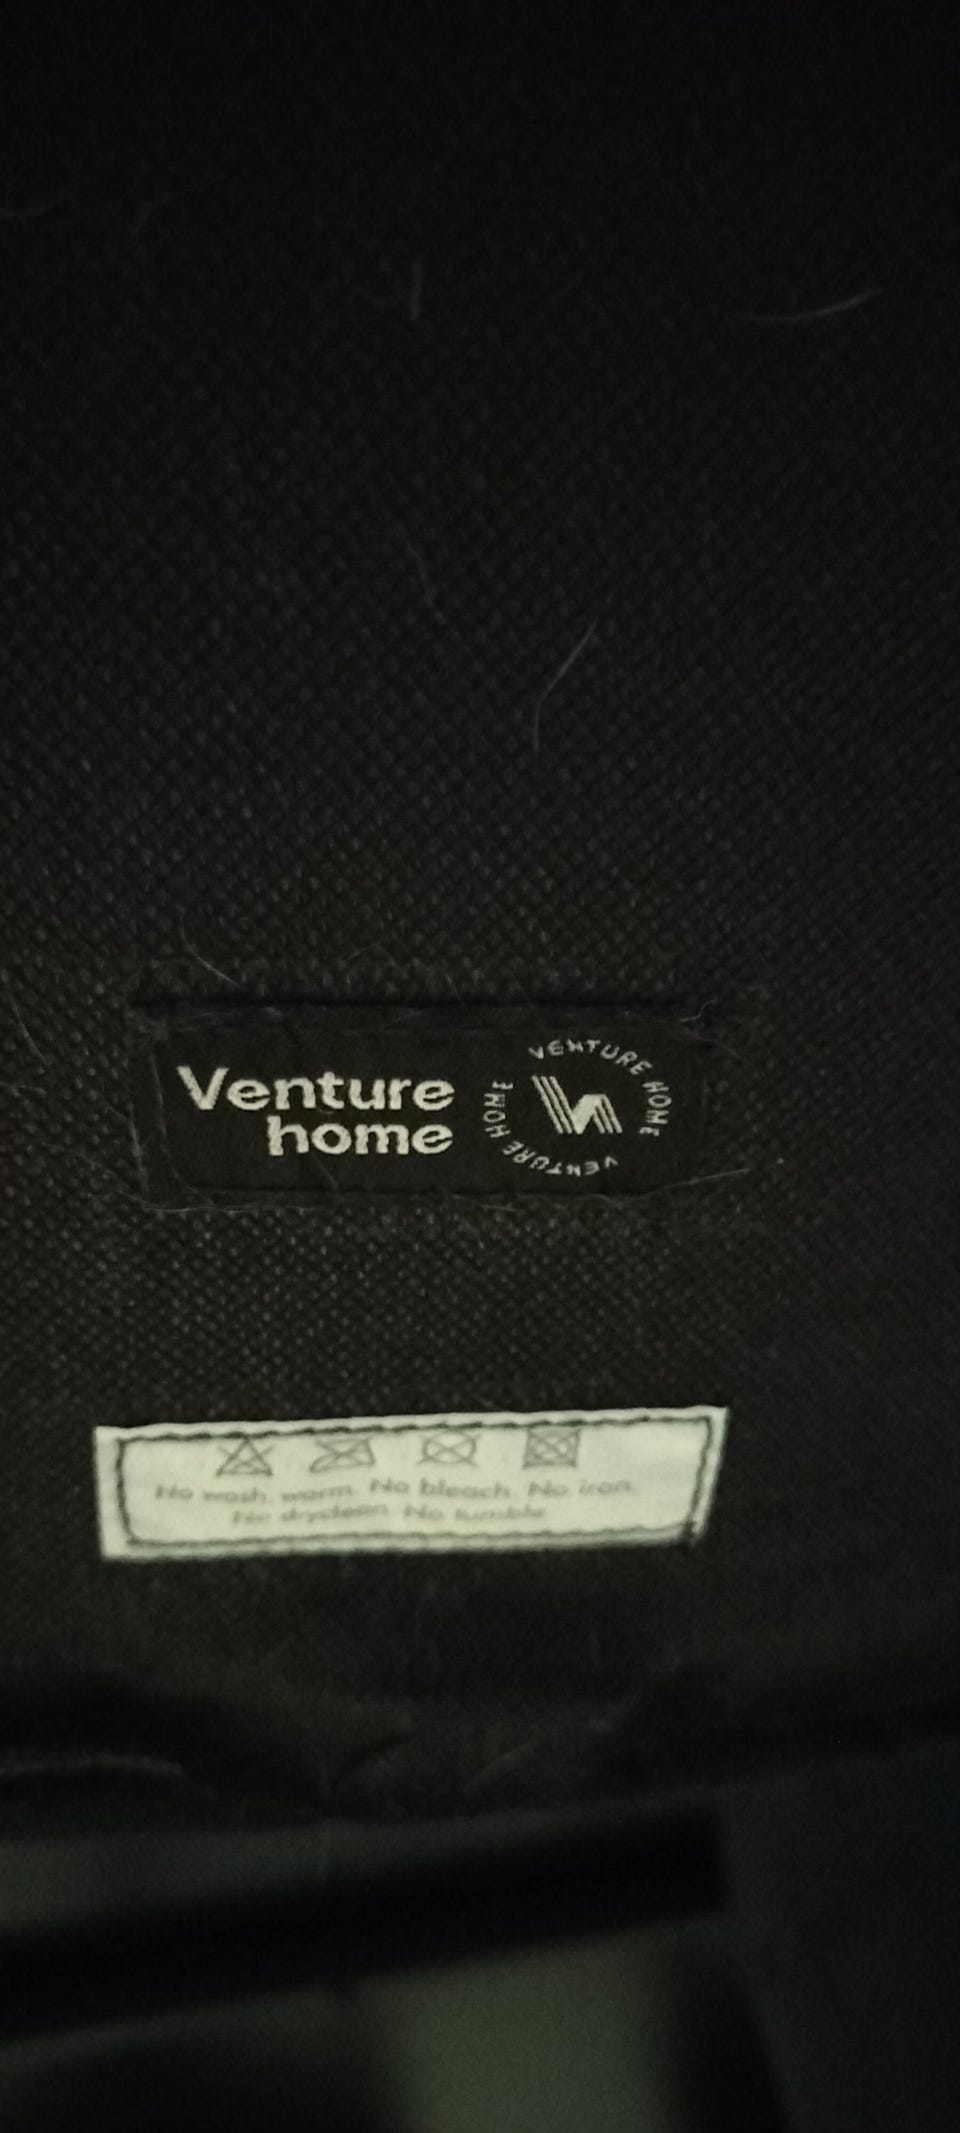 Venture
home
VENTURE HOME
VENTURE HOME
No wash, warm. No bleach. No iron.
No dryclean. No tumble